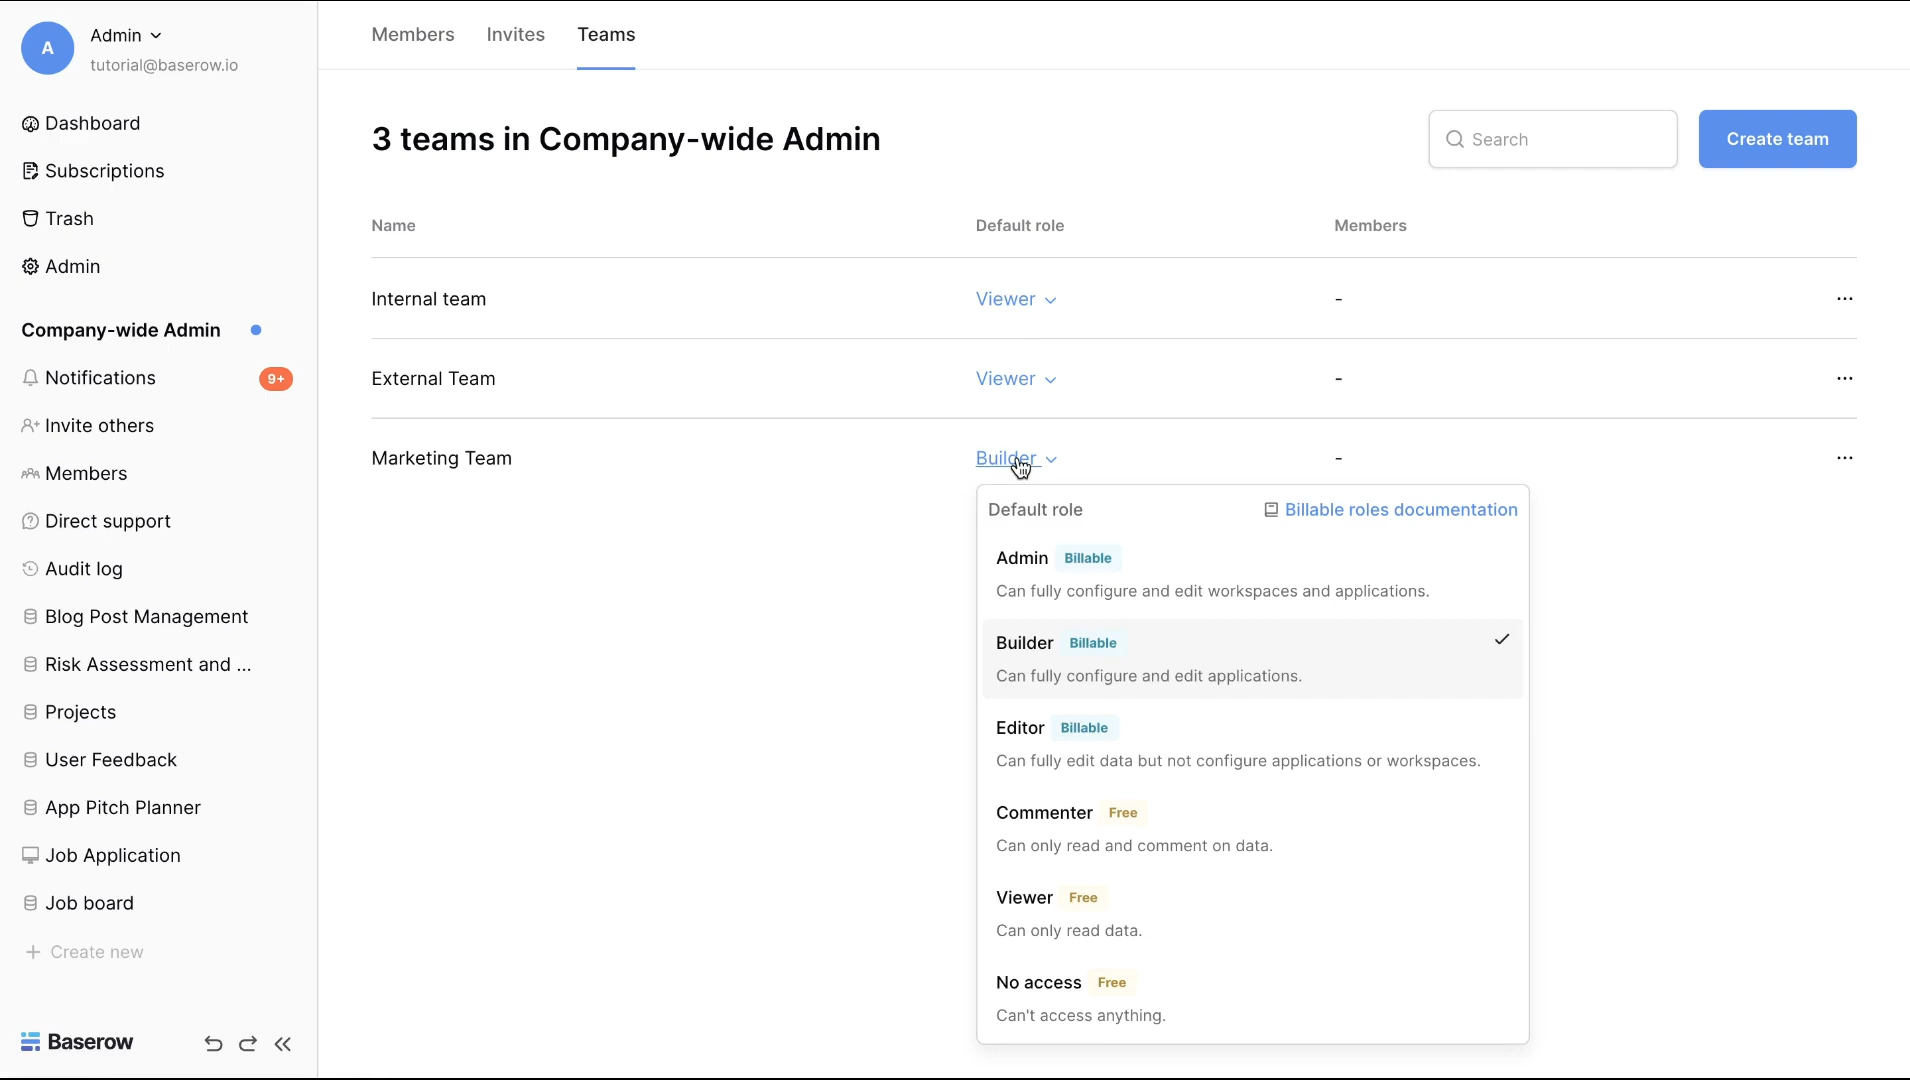 A
Admin
tutorial@baserow.io
Dashboard
Subscriptions
Trash
Admin
Company-wide Admin
Notifications 9+
Invite others
Members
Direct support
Audit log
Blog Post Management
Risk Assessment and ...
Projects
User Feedback
App Pitch Planner
Job Application
Job board
+ Create new
Baserow
Members Invites Teams
3 teams in Company-wide Admin
Search
Create team
Name Default role Members
Internal team Viewer -
External Team Viewer -
Marketing Team Builder -
Default role Billable roles documentation
Admin Billable
Can fully configure and edit workspaces and applications.
Builder Billable
Can fully configure and edit applications.
Editor Billable
Can fully edit data but not configure applications or workspaces.
Commenter Free
Can only read and comment on data.
Viewer Free
Can only read data.
No access Free
Can't access anything.